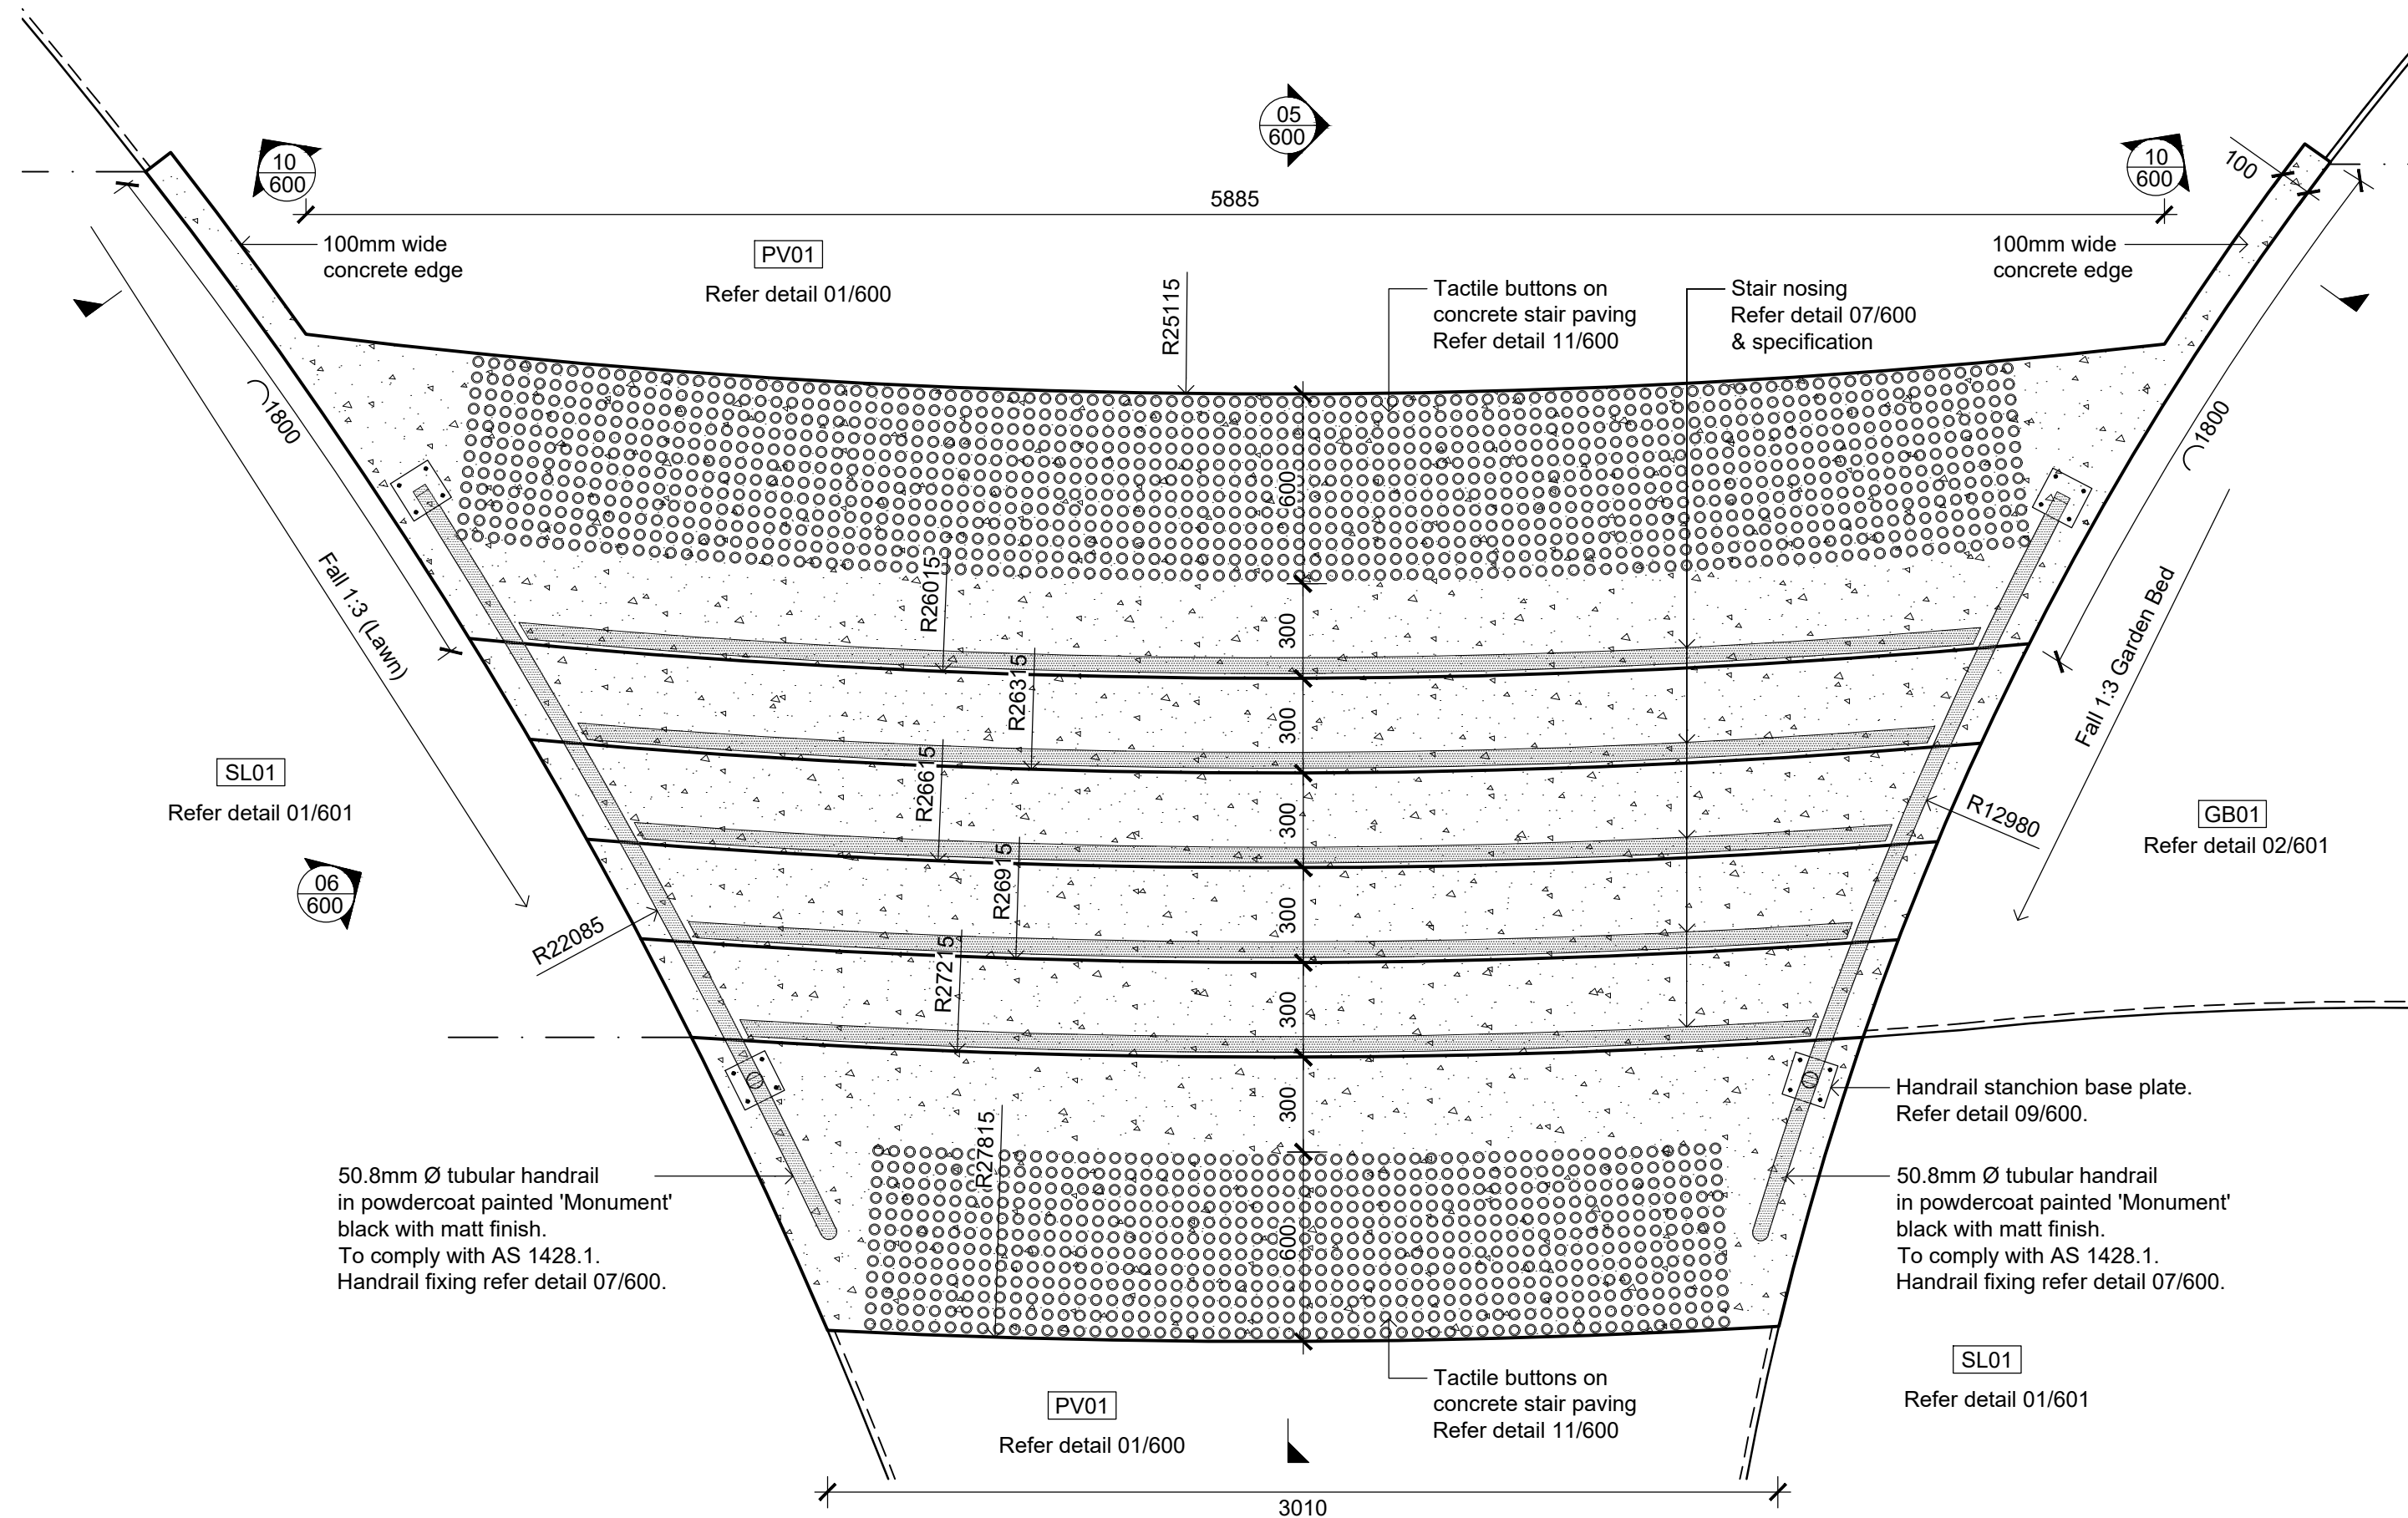 05
600
10
600
10
600
100
5885
100mm wide
concrete edge
PV01
Refer detail 01/600
R25115
Tactile buttons on
concrete stair paving
Refer detail 11/600
Stair nosing
Refer detail 07/600
& specification
100mm wide
concrete edge
1800
1800
600
Fall 1:3 (Lawn)
R26015
300
Fall 1:3 Garden Bed
R26315
300
SL01
Refer detail 01/601
R26615
300
R12980
GB01
Refer detail 02/601
06
600
R26915
300
R22085
R27215
300
300
Handrail stanchion base plate.
Refer detail 09/600.
R27815
50.8mm Ø tubular handrail
in powdercoat painted 'Monument'
black with matt finish.
To comply with AS 1428.1.
Handrail fixing refer detail 07/600.
600
50.8mm Ø tubular handrail
in powdercoat painted 'Monument'
black with matt finish.
To comply with AS 1428.1.
Handrail fixing refer detail 07/600.
SL01
Refer detail 01/601
PV01
Refer detail 01/600
Tactile buttons on
concrete stair paving
Refer detail 11/600
3010